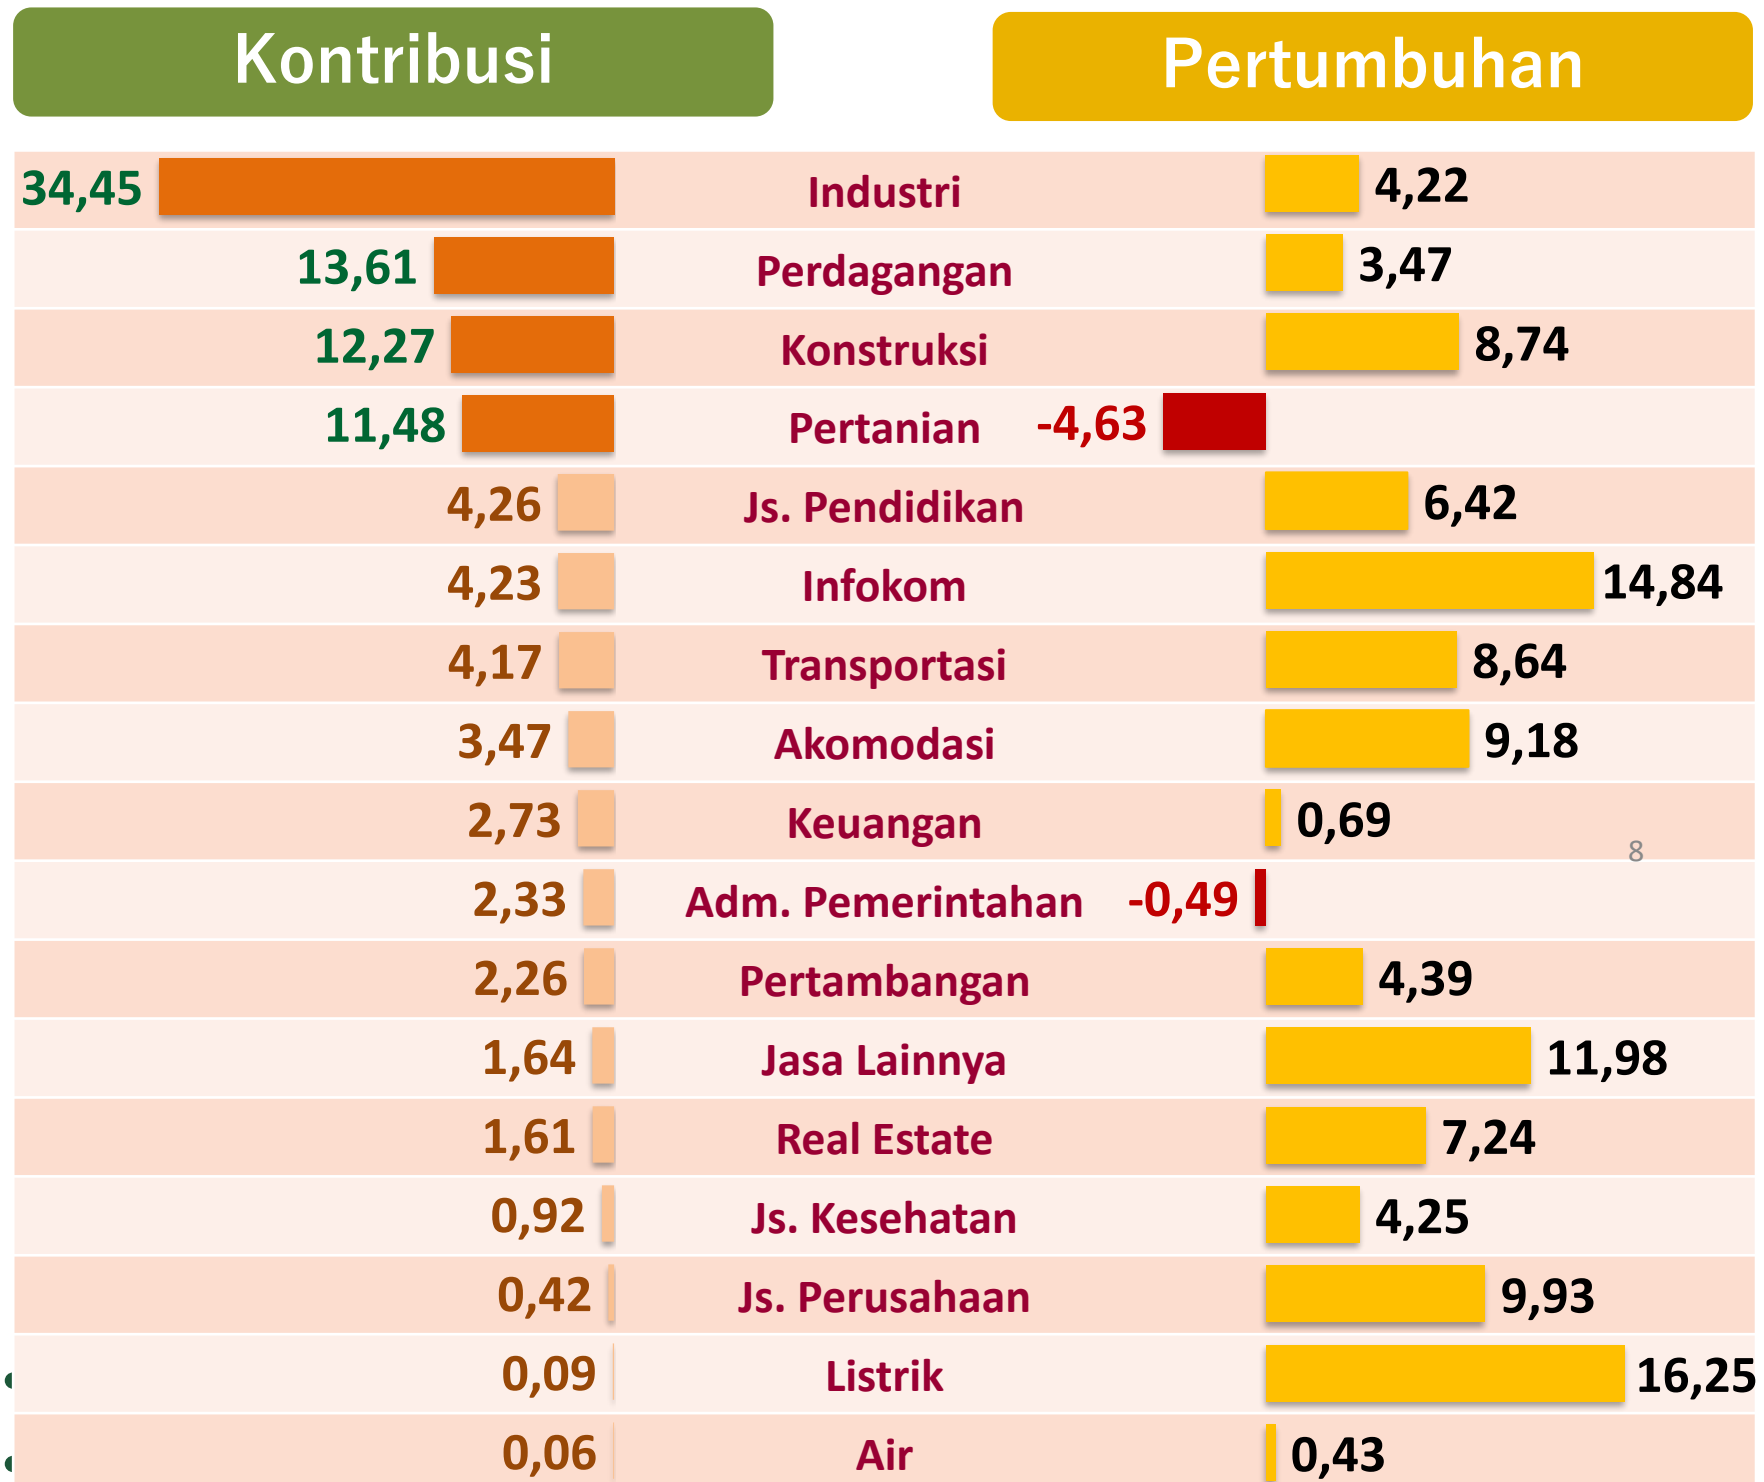 Kontribusi Pertumbuhan
34,45 Industri 4,22
13,61 Perdagangan 3,47
12,27 Konstruksi 8,74
11,48 Pertanian -4,63
4,26 Js. Pendidikan 6,42
4,23 Infokom 14,84
4,17 Transportasi 8,64
3,47 Akomodasi 9,18
2,73 Keuangan 0,69
8
2,33 Adm. Pemerintahan -0,49
2,26 Pertambangan 4,39
1,64 Jasa Lainnya 11,98
1,61 Real Estate 7,24
0,92 Js. Kesehatan 4,25
0,42 Js. Perusahaan 9,93
0,09 Listrik 16,25
0,06 Air 0,43